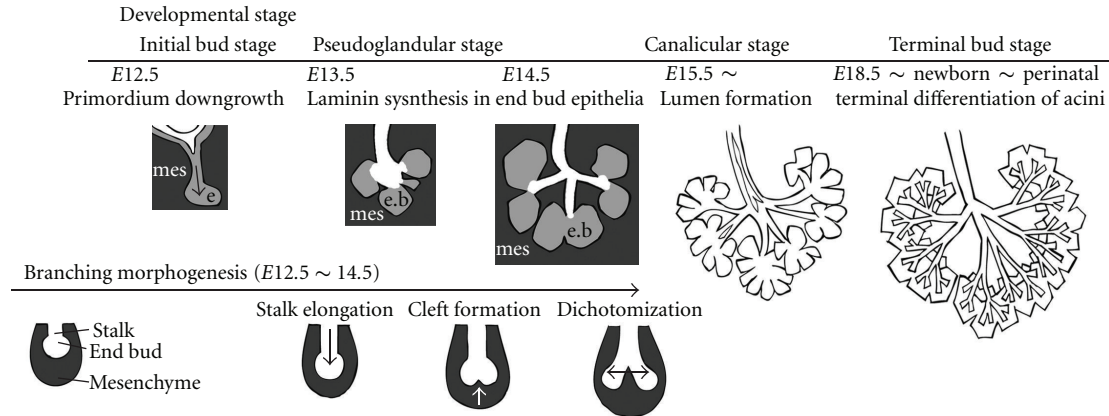 Developmental stage
Initial bud stage Pseudoglandular stage Canalicular stage Terminal bud stage
E12.5 E13.5 E14.5 E15.5 ∼ E18.5 ∼ newborn ∼ perinatal
Primordium downgrowth Laminin sysnthesis in end bud epithelia Lumen formation terminal differentiation of acini
mes e
mes e.b
mes e.b
Branching morphogenesis (E12.5 ∼ 14.5)
Stalk elongation Cleft formation Dichotomization
Stalk
End bud
Mesenchyme